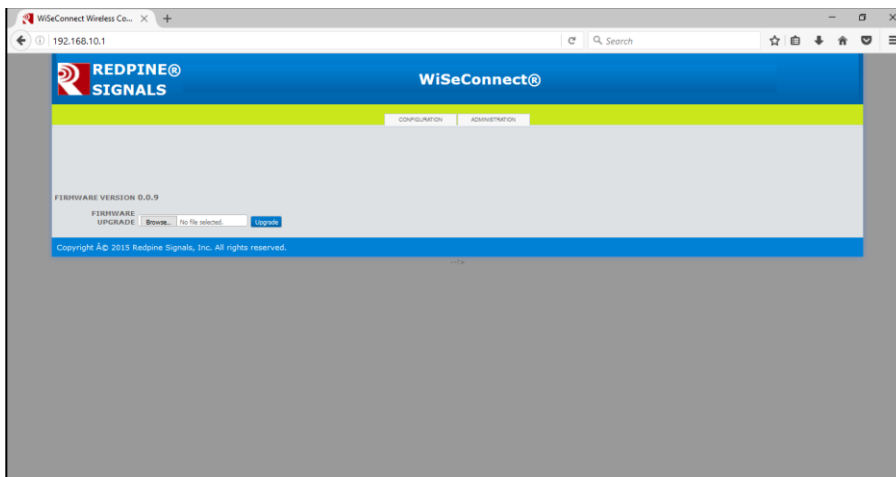 WiSeConnect Wireless Co...
192.168.10.1
Search
REDPINE®
SIGNALS
WiSeConnect®
CONFIGURATION ADMINISTRATION
FIRMWARE VERSION 0.0.9
FIRMWARE
UPGRADE Browse... No file selected. Upgrade
Copyright Â© 2015 Redpine Signals, Inc. All rights reserved.